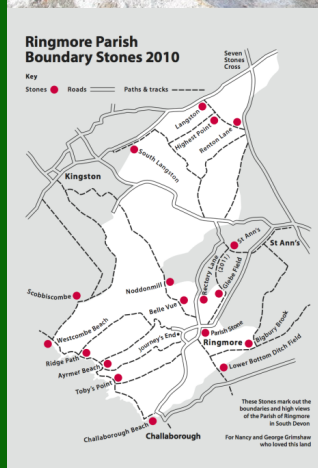 Ringmore Parish
Boundary Stones 2010
Key
Stones
Roads
Paths & tracks
Seven
Stones
Cross
Langston
Highest Point
Renton Lane
South Langston
Kingston
St Ann's
St Ann's
Rectory Lane
(2011)
Glebe Field
Noddonmill
Scobbiscombe
Belle Vue
Westcombe Beach
Journey's End
Parish Stone
Ridge Path
Ringmore
Bigbury Brook
Ayrmer Beach
Lower Bottom Ditch Field
Toby's Point
Challaborough Beach
Challaborough
These Stones mark out the
boundaries and high views
of the Parish of Ringmore
in South Devon
For Nancy and George Grimshaw
who loved this land